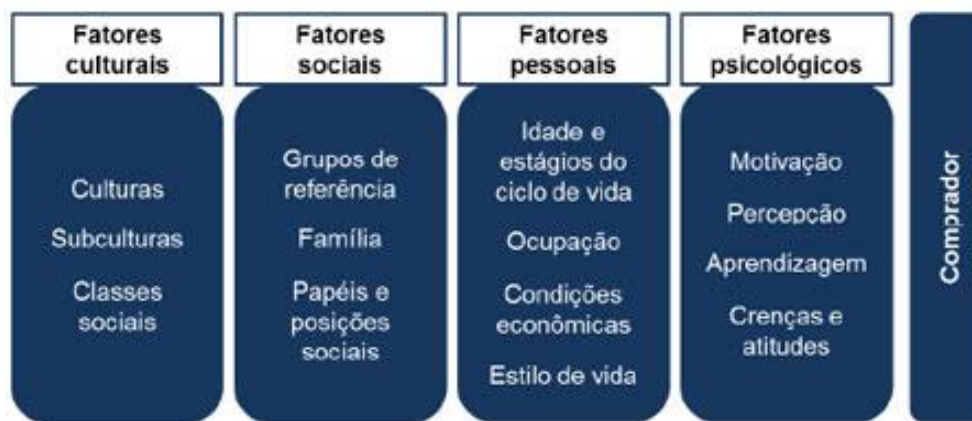 Fatores
culturais
Culturas
Subculturas
Classes
sociais
Fatores
sociais
Grupos de
referência
Família
Papéis e
posições
sociais
Fatores
pessoais
Idade e
estágios do
ciclo de vida
Ocupação
Condições
econômicas
Estilo de vida
Fatores
psicológicos
Motivação
Percepção
Aprendizagem
Crenças e
atitudes
Comprador